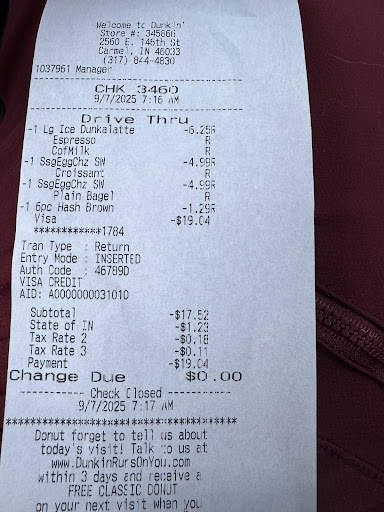 Welcome to Dunkin'
Store #: 345866
2560 E. 146th St
Carmel, IN 46033
(317) 844-4830
1037961 Manager
CHK 3460
9/7/2025 7:16 AM
Drive Thru
-1 Lg Ice Dunkalatte -6.25R
Espresso R
CofMilk R
-1 SsgEggChz SW -4.99R
Croissant R
-1 SsgEggChz SW -4.99R
Plain Bagel R
-1 6pc Hash Brown -1.29R
Visa -$19.04
************1784
Tran Type : Return
Entry Mode : INSERTED
Auth Code : 46789D
VISA CREDIT
AID: A0000000031010
Subtotal -$17.52
State of IN -$1.23
Tax Rate 2 -$0.18
Tax Rate 3 -$0.11
Payment -$19.04
Change Due $0.00
----------- Check Closed -----------
9/7/2025 7:17 AM
****************************************
Donut forget to tell us about
today's visit! Talk to us at
www.DunkinRunsOnYou.com
within 3 days and receive a
FREE CLASSIC DONUT
on your next visit when you